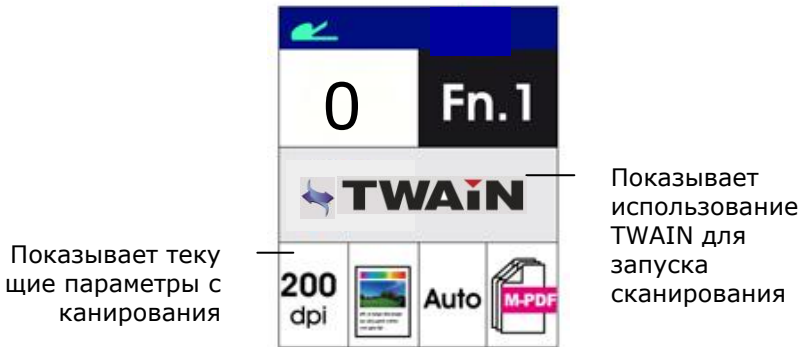 0
Fn.1
TWAiN
Показывает
использование
TWAIN для
запуска
сканирования
Показывает теку
щие параметры с
канирования
200
dpi
Auto
M-PDF